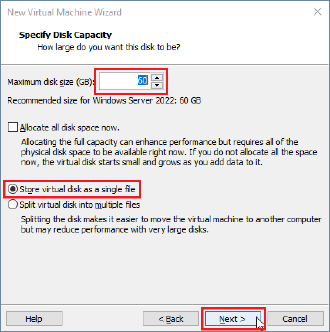 New Virtual Machine Wizard
Specify Disk Capacity
How large do you want this disk to be?
Maximum disk size (GB):
60
Recommended size for Windows Server 2022: 60 GB
Allocate all disk space now.
Allocating the full capacity can enhance performance but requires all of the
physical disk space to be available right now. If you do not allocate all the space
now, the virtual disk starts small and grows as you add data to it.
Store virtual disk as a single file
Split virtual disk into multiple files
Splitting the disk makes it easier to move the virtual machine to another computer
but may reduce performance with very large disks.
Help
< Back
Next >
Cancel